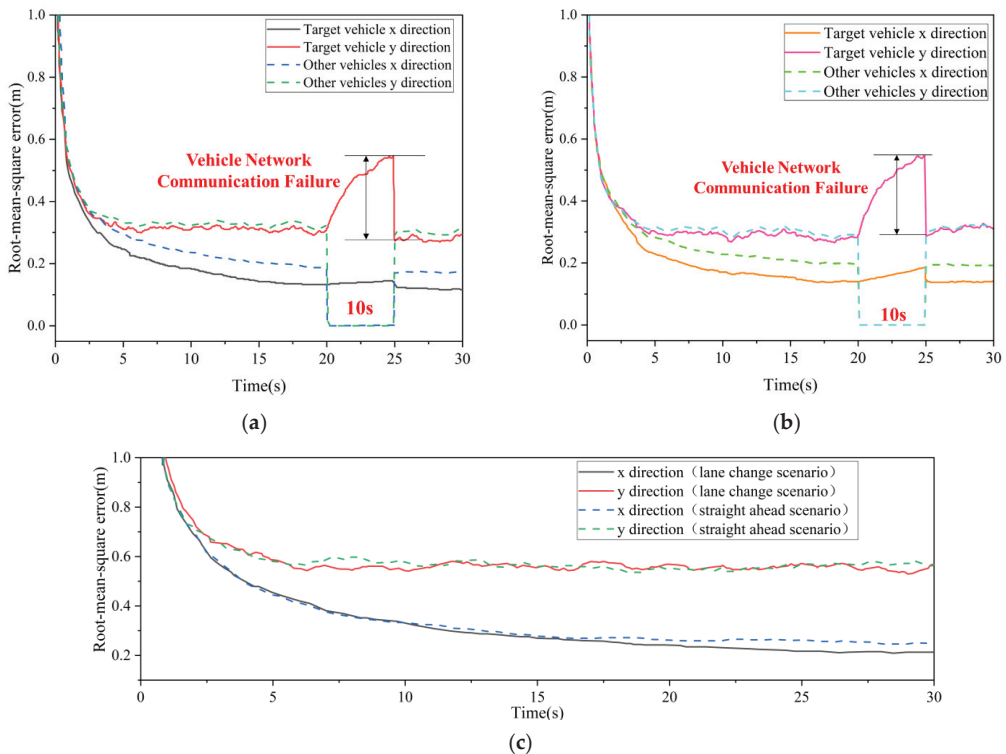 1.0
0.8
0.6
0.4
0.2
0.0
Root-mean-square error(m)
Target vehicle x direction
Target vehicle y direction
Other vehicles x direction
Other vehicles y direction
Vehicle Network
Communication Failure
10s
0 5 10 15 20 25 30
Time(s)
(a)
1.0
0.8
0.6
0.4
0.2
0.0
Root-mean-square error(m)
Target vehicle x direction
Target vehicle y direction
Other vehicles x direction
Other vehicles y direction
Vehicle Network
Communication Failure
10s
0 5 10 15 20 25 30
Time(s)
(b)
1.0
0.8
0.6
0.4
0.2
Root-mean-square error(m)
x direction（lane change scenario）
y direction（lane change scenario）
x direction（straight ahead scenario）
y direction（straight ahead scenario）
0 5 10 15 20 25 30
Time(s)
(c)